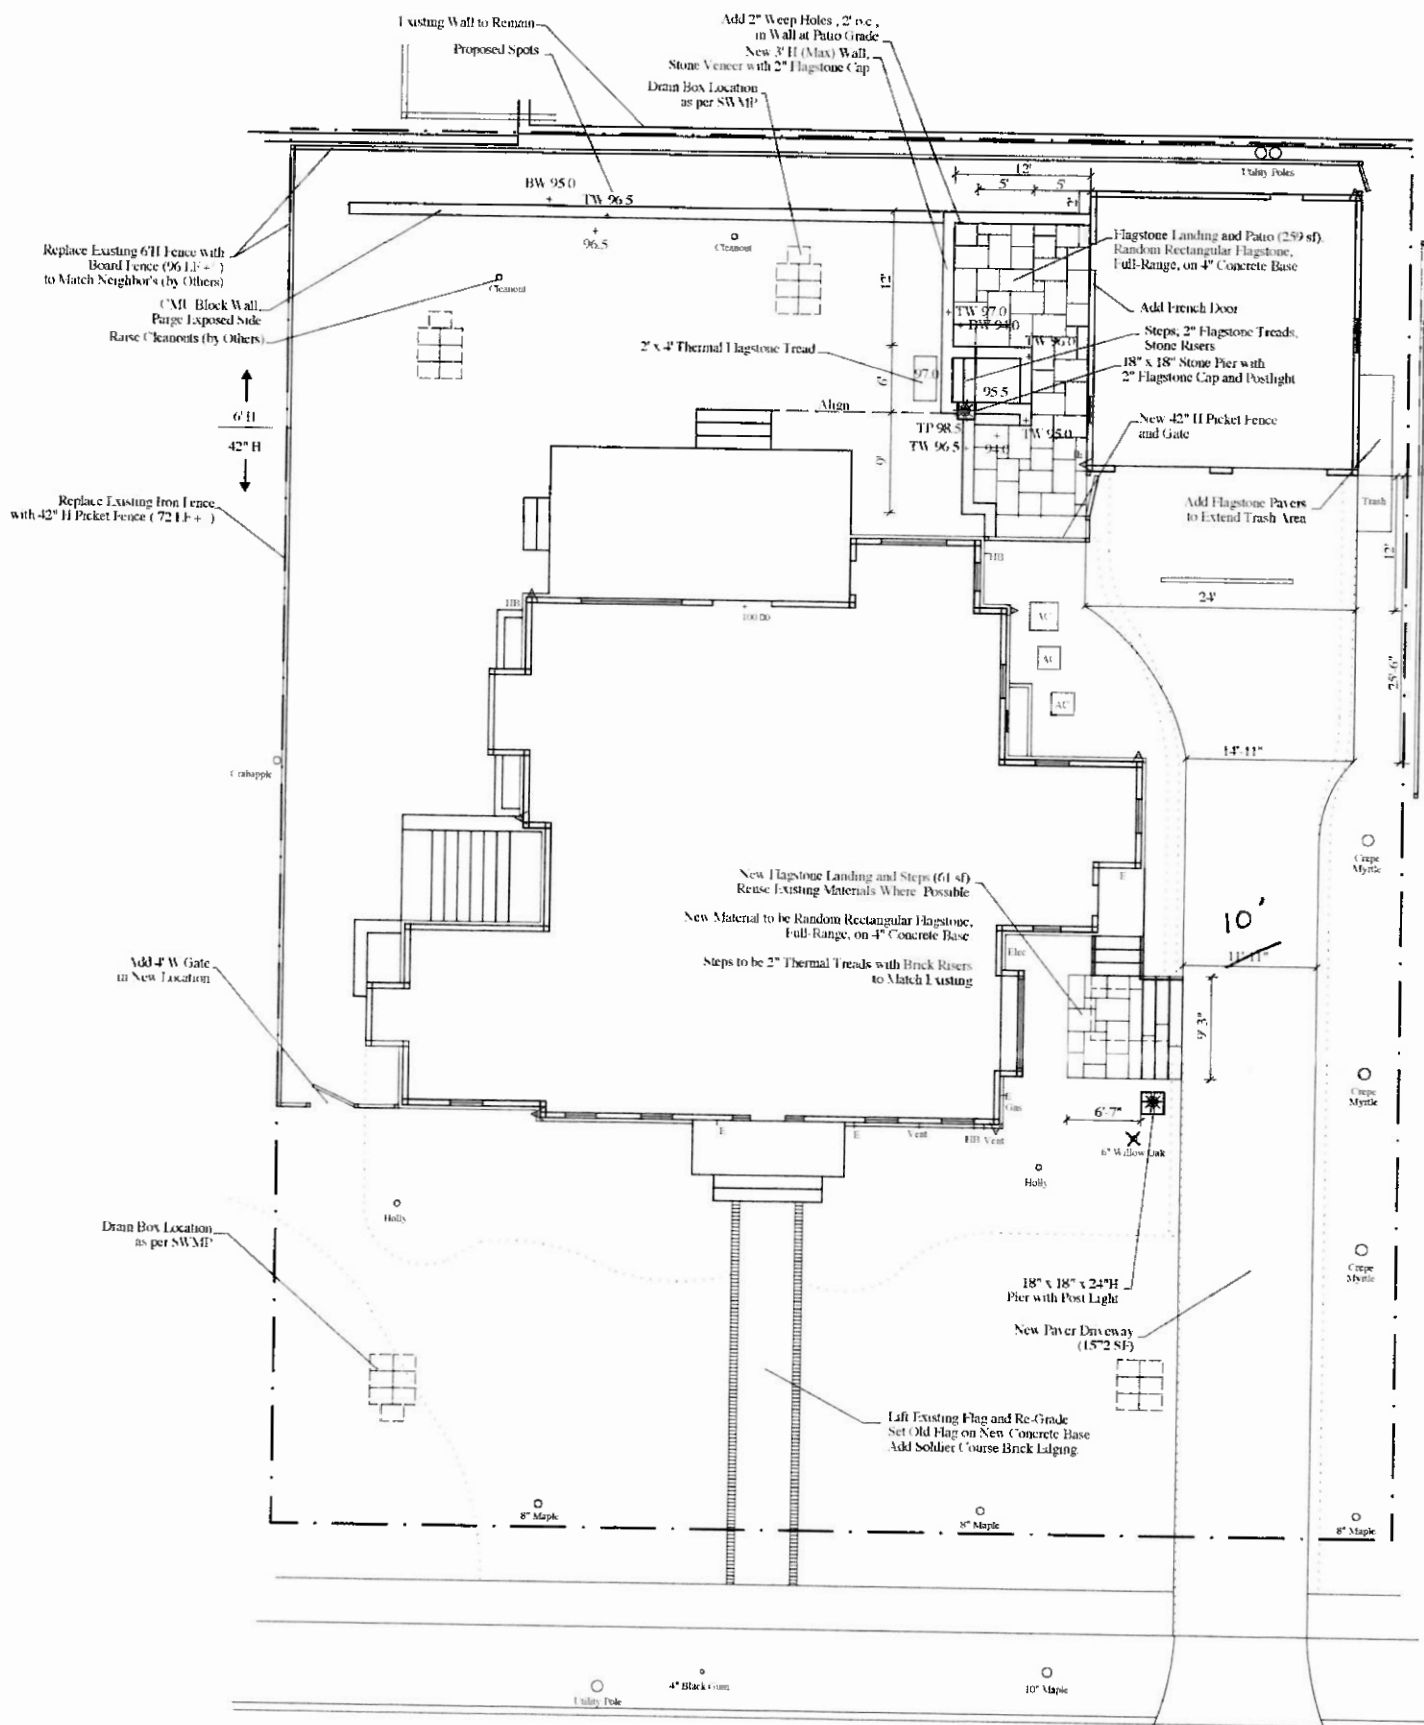 Existing Wall to Remain
Proposed Spots
Add 2" Weep Holes , 2' o.c ,
in Wall at Patio Grade
New 3' H (Max) Wall,
Stone Veneer with 2" Flagstone Cap
Drain Box Location
as per SWMP
Utility Poles
12'
5'
5'
BW 95.0
TW 96.5
96.5
Cleanout
Cleanout
Replace Existing 6'H Fence with
Board Fence (96 LF + )
to Match Neighbor's (by Others)
CMU Block Wall
Parge Exposed Side
Raise Cleanouts (by Others)
Flagstone Landing and Patio (259 sf)
Random Rectangular Flagstone,
Full-Range, on 4" Concrete Base
Add French Door
Steps, 2" Flagstone Treads,
Stone Risers
18" x 18" Stone Pier with
2" Flagstone Cap and Postlight
12'
TW 97.0
BW 94.0
TW 96.0
2' x 4' Thermal Flagstone Tread
97.0
6'
95.5
Align
TP 98.5
TW 96.5
94.0
TW 95.0
9'
New 42" H Picket Fence
and Gate
6' H
42" H
Replace Existing Iron Fence
with 42" H Picket Fence ( 72 LF + )
Add Flagstone Pavers
to Extend Trash Area
Trash
12'
24'
25'-6"
HB
HB
100.00
AC
AC
AC
14'-11"
Crabapple
Crepe
Myrtle
E
New Flagstone Landing and Steps (61 sf)
Reuse Existing Materials Where Possible
New Material to be Random Rectangular Flagstone,
Full-Range, on 4" Concrete Base
Steps to be 2" Thermal Treads with Brick Risers
to Match Existing
Elec
10'
11'-11"
9' 3"
Add 4' W Gate
in New Location
Crepe
Myrtle
E
Gas
6'-7"
6" Willow Oak
E
E
Vent
HB Vent
Holly
Holly
Drain Box Location
as per SWMP
Crepe
Myrtle
18" x 18" x 24"H
Pier with Post Light
New Paver Driveway
(1572 SF)
Lift Existing Flag and Re-Grade
Set Old Flag on New Concrete Base
Add Soldier Course Brick Edging
8" Maple
8" Maple
8" Maple
Utility Pole
4" Black Gum
10" Maple